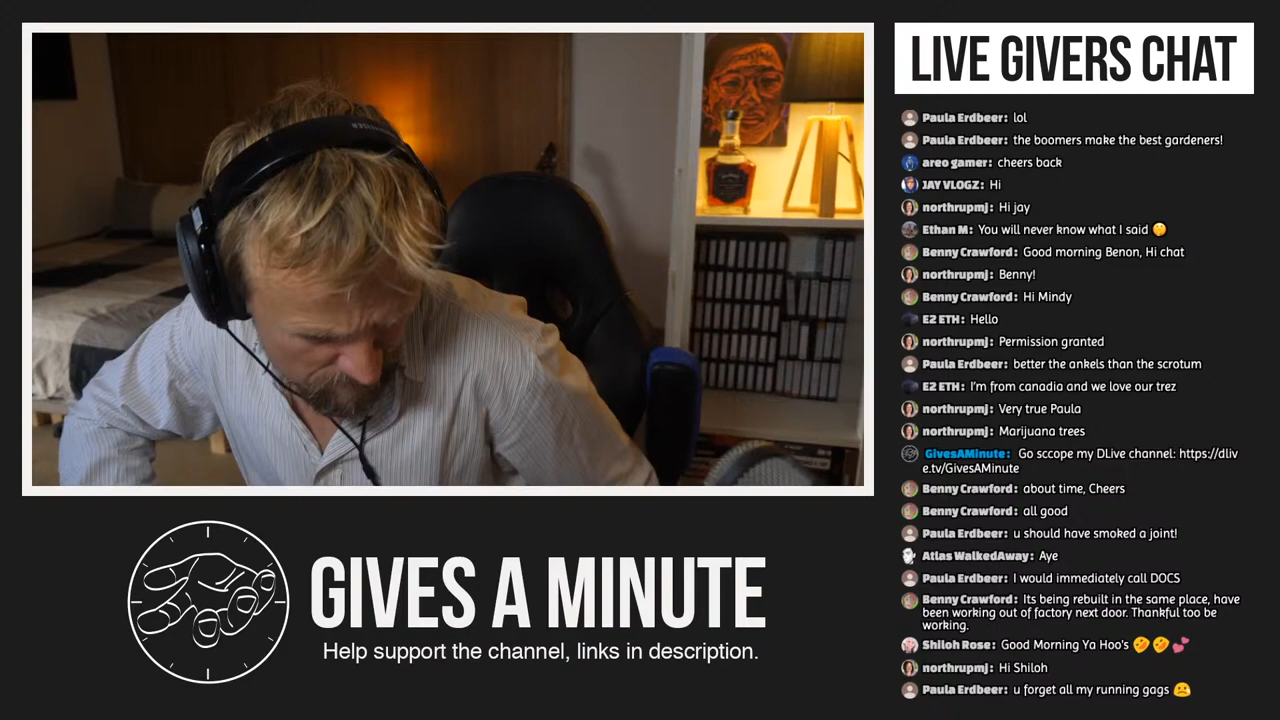 LIVE GIVERS CHAT
Paula Erdbeer: lol
Paula Erdbeer: the boomers make the best gardeners!
areo gamer: cheers back
JAY VLOGZ: Hi
northrupmj: Hi jay
Ethan M: You will never know what I said 🤫
Benny Crawford: Good morning Benon, Hi chat
northrupmj: Benny!
Benny Crawford: Hi Mindy
E2 ETH: Hello
northrupmj: Permission granted
Paula Erdbeer: better the ankels than the scrotum
E2 ETH: I'm from canadia and we love our trez
northrupmj: Very true Paula
northrupmj: Marijuana trees
GivesAMinute: Go sccope my DLive channel: https://dliv
e.tv/GivesAMinute
Benny Crawford: about time, Cheers
Benny Crawford: all good
Paula Erdbeer: u should have smoked a joint!
Atlas WalkedAway: Aye
Paula Erdbeer: I would immediately call DOCS
Benny Crawford: Its being rebuilt in the same place, have
been working out of factory next door. Thankful too be
working.
Shiloh Rose: Good Morning Ya Hoo's 🤣 🤣 💕
northrupmj: Hi Shiloh
Paula Erdbeer: u forget all my running gags ☹️
GIVES A MINUTE
Help support the channel, links in description.